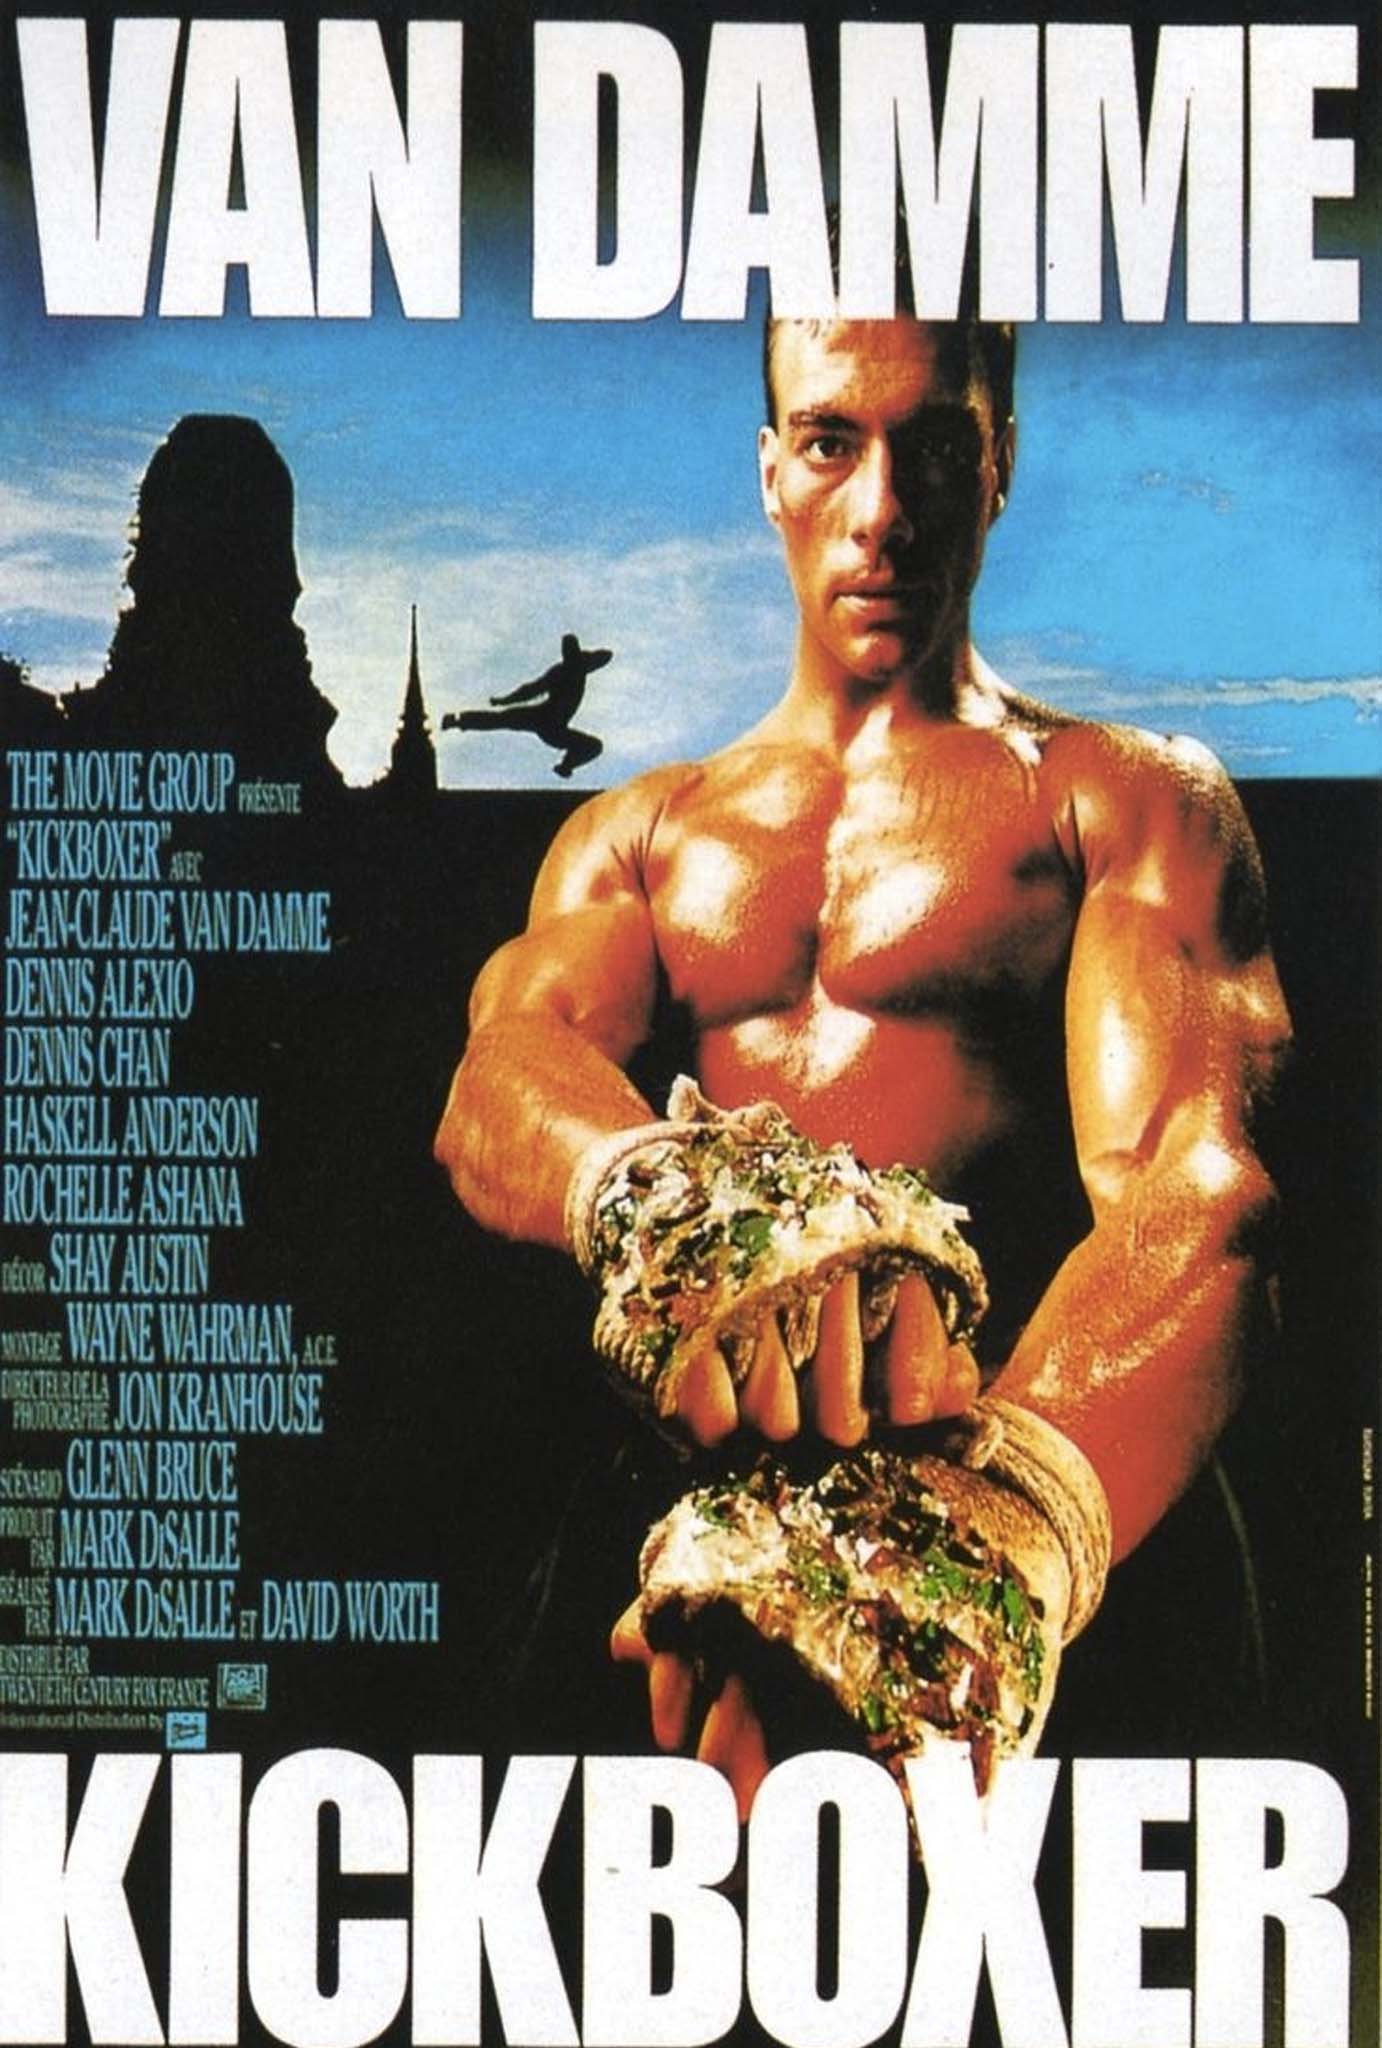 VAN DAMME
THE MOVIE GROUP PRÉSENTE
"KICKBOXER" AVEC
JEAN-CLAUDE VAN DAMME
DENNIS ALEXIO
DENNIS CHAN
HASKELL ANDERSON
ROCHELLE ASHANA
DÉCOR SHAY AUSTIN
MONTAGE WAYNE WAHRMAN, A.C.E.
DIRECTEUR DE LA
PHOTOGRAPHIE JON KRANHOUSE
SCÉNARIO GLENN BRUCE
PRODUIT
PAR MARK DiSALLE
RÉALISÉ
PAR MARK DiSALLE ET DAVID WORTH
DISTRIBUÉ PAR
TWENTIETH CENTURY FOX FRANCE
International Distribution by
KICKBOXER